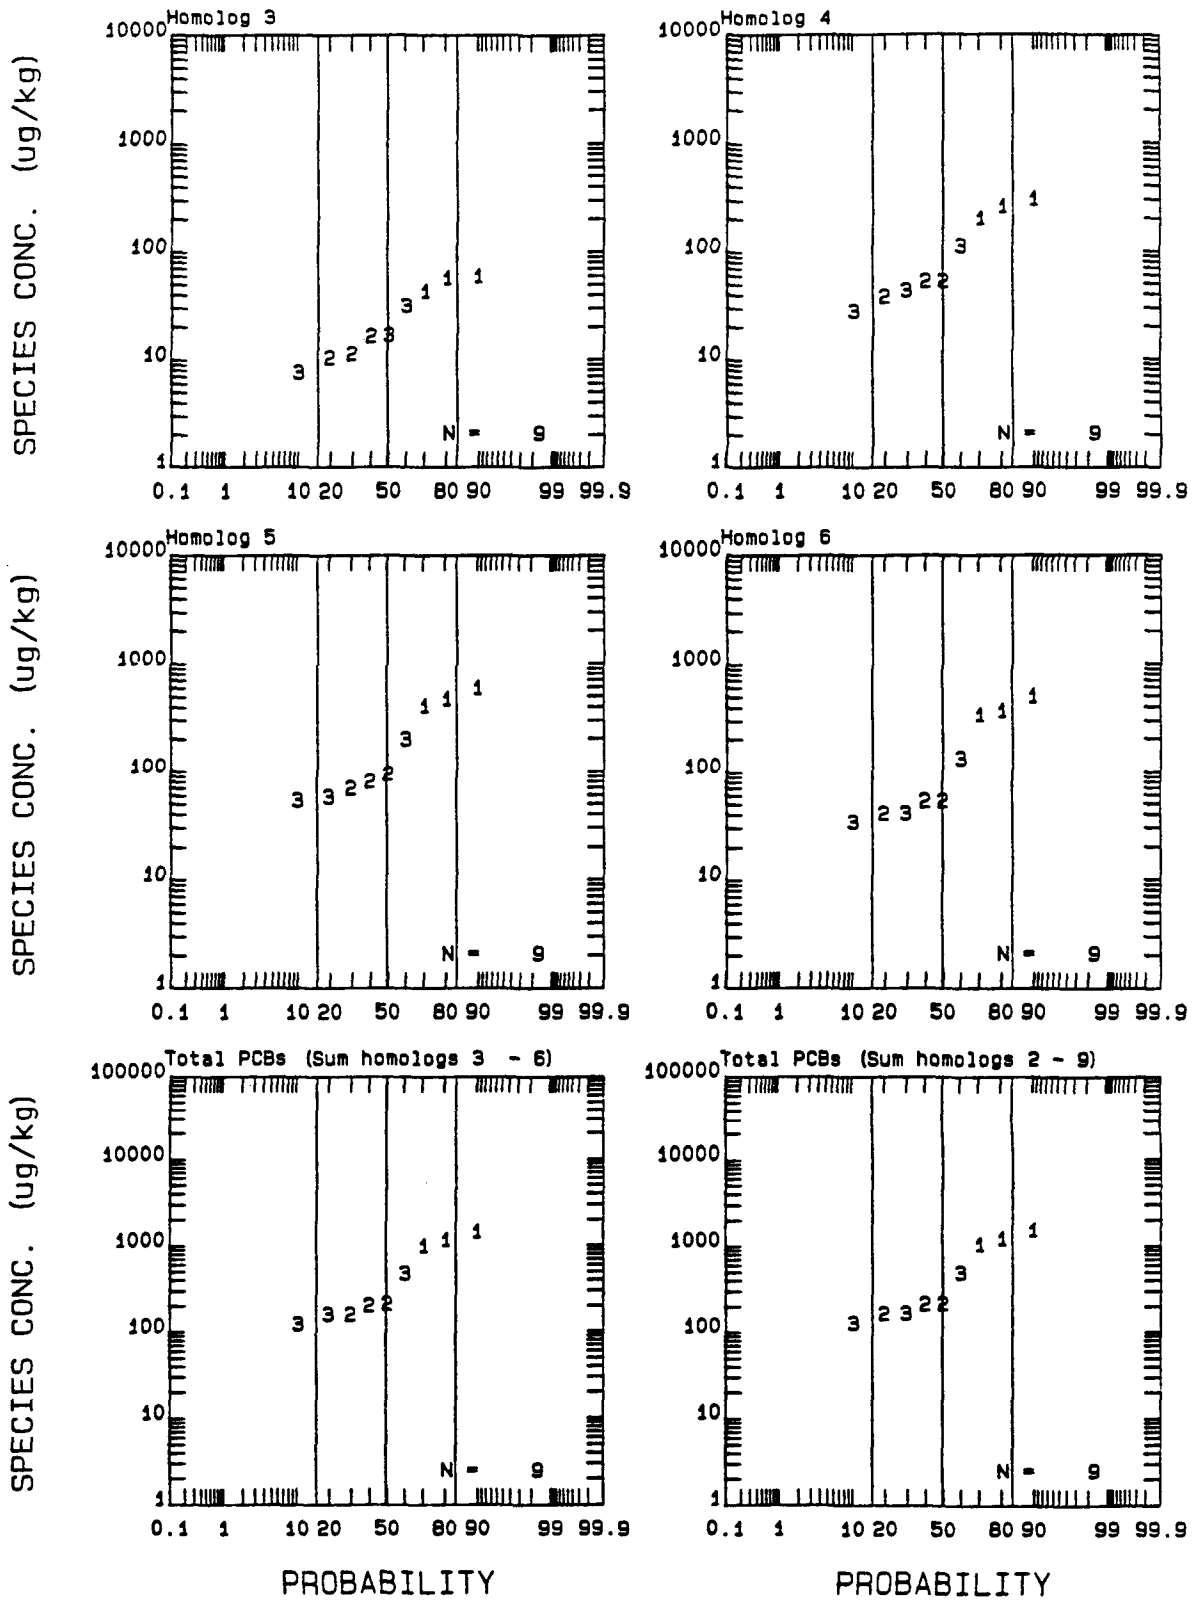 Homolog 3 Homolog 4
10000 10000
1000 1 1000 1 1
100 1 1 1 100 3
3 2 3 2 2
2 3 3 2
10 3 2 2 10
N = 9 N = 9
1 1
0.1 1 10 20 50 80 90 99 99.9 0.1 1 10 20 50 80 90 99 99.9
SPECIES CONC. (ug/kg)
Homolog 5 Homolog 6
10000 10000
1000 1 1000 1
1 1 1 1
3 3
100 2 100
3 3 2 2 3 2 3 2 2
10 10
N = 9 N = 9
1 1
0.1 1 10 20 50 80 90 99 99.9 0.1 1 10 20 50 80 90 99 99.9
SPECIES CONC. (ug/kg)
Total PCBs (Sum homologs 3 - 6) Total PCBs (Sum homologs 2 - 9)
100000 100000
10000 10000
1000 1 1 1 1000 1 1 1
3 3
3 2 2 2 2 3 2 2
100 3 100 3
10 10
N = 9 N = 9
1 1
0.1 1 10 20 50 80 90 99 99.9 0.1 1 10 20 50 80 90 99 99.9
SPECIES CONC. (ug/kg)
PROBABILITY PROBABILITY